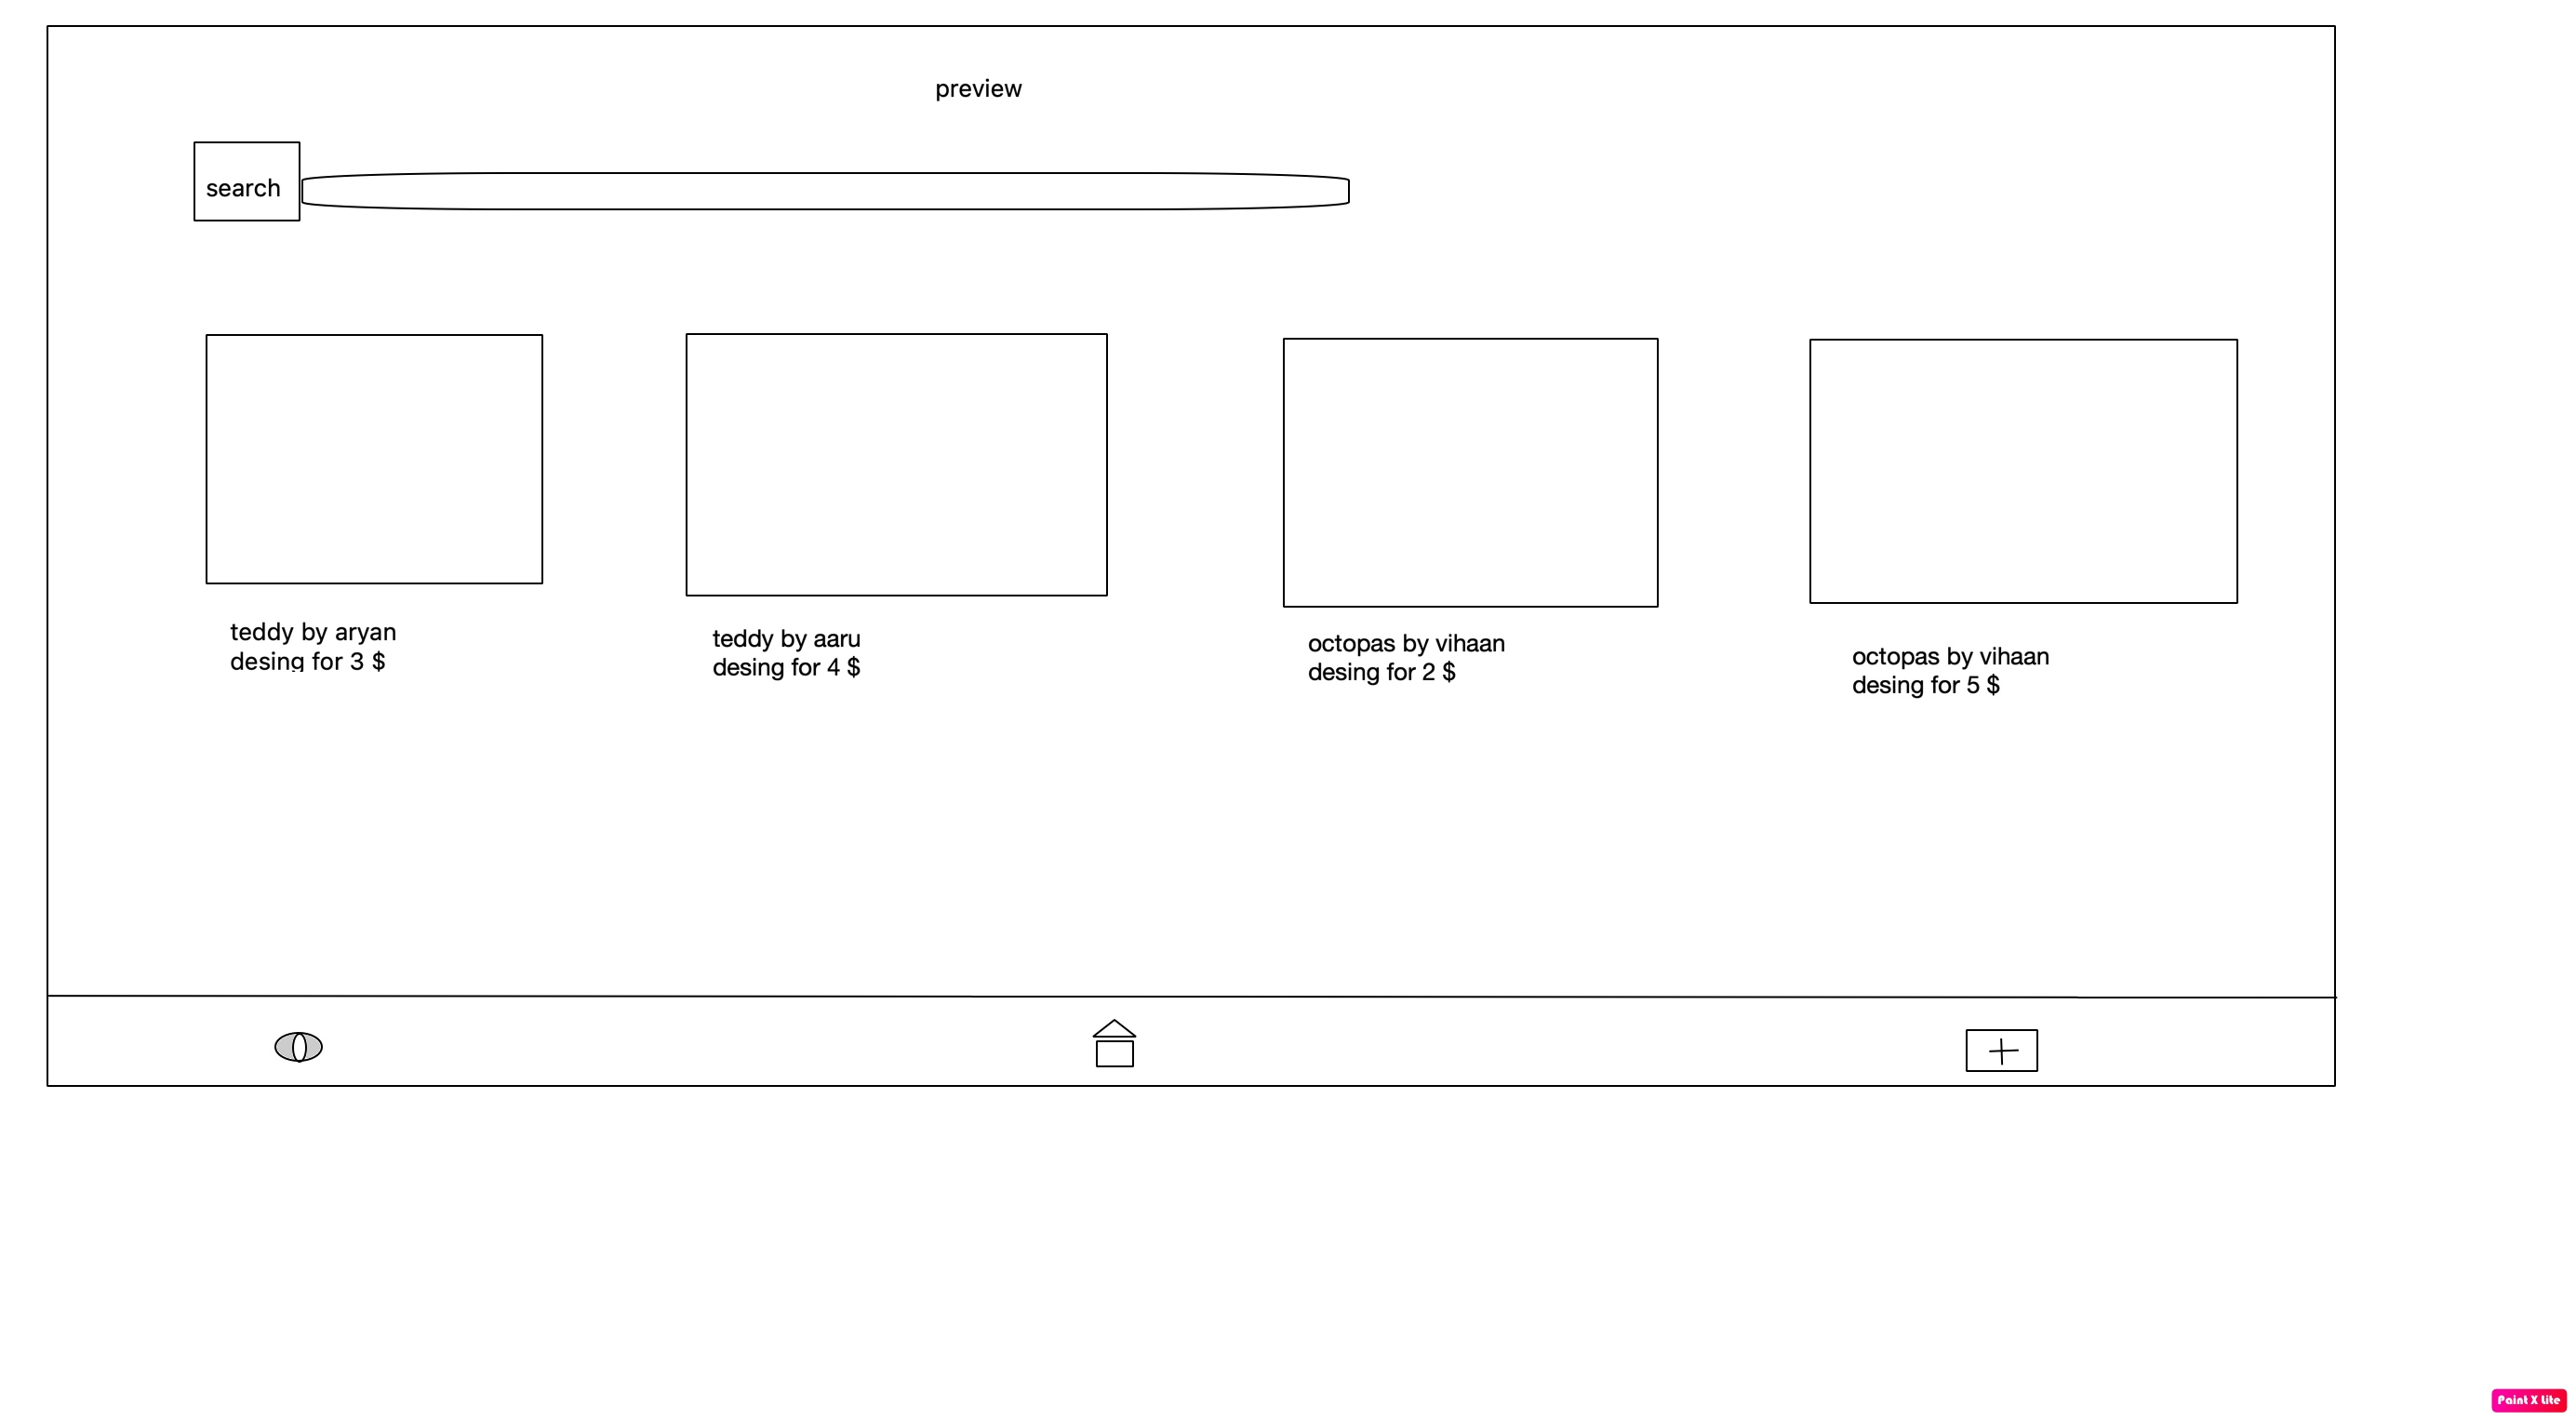 preview
search
teddy by aryan
desing for 3 $
teddy by aaru
desing for 4 $
octopas by vihaan
desing for 2 $
octopas by vihaan
desing for 5 $
Paint X Lite